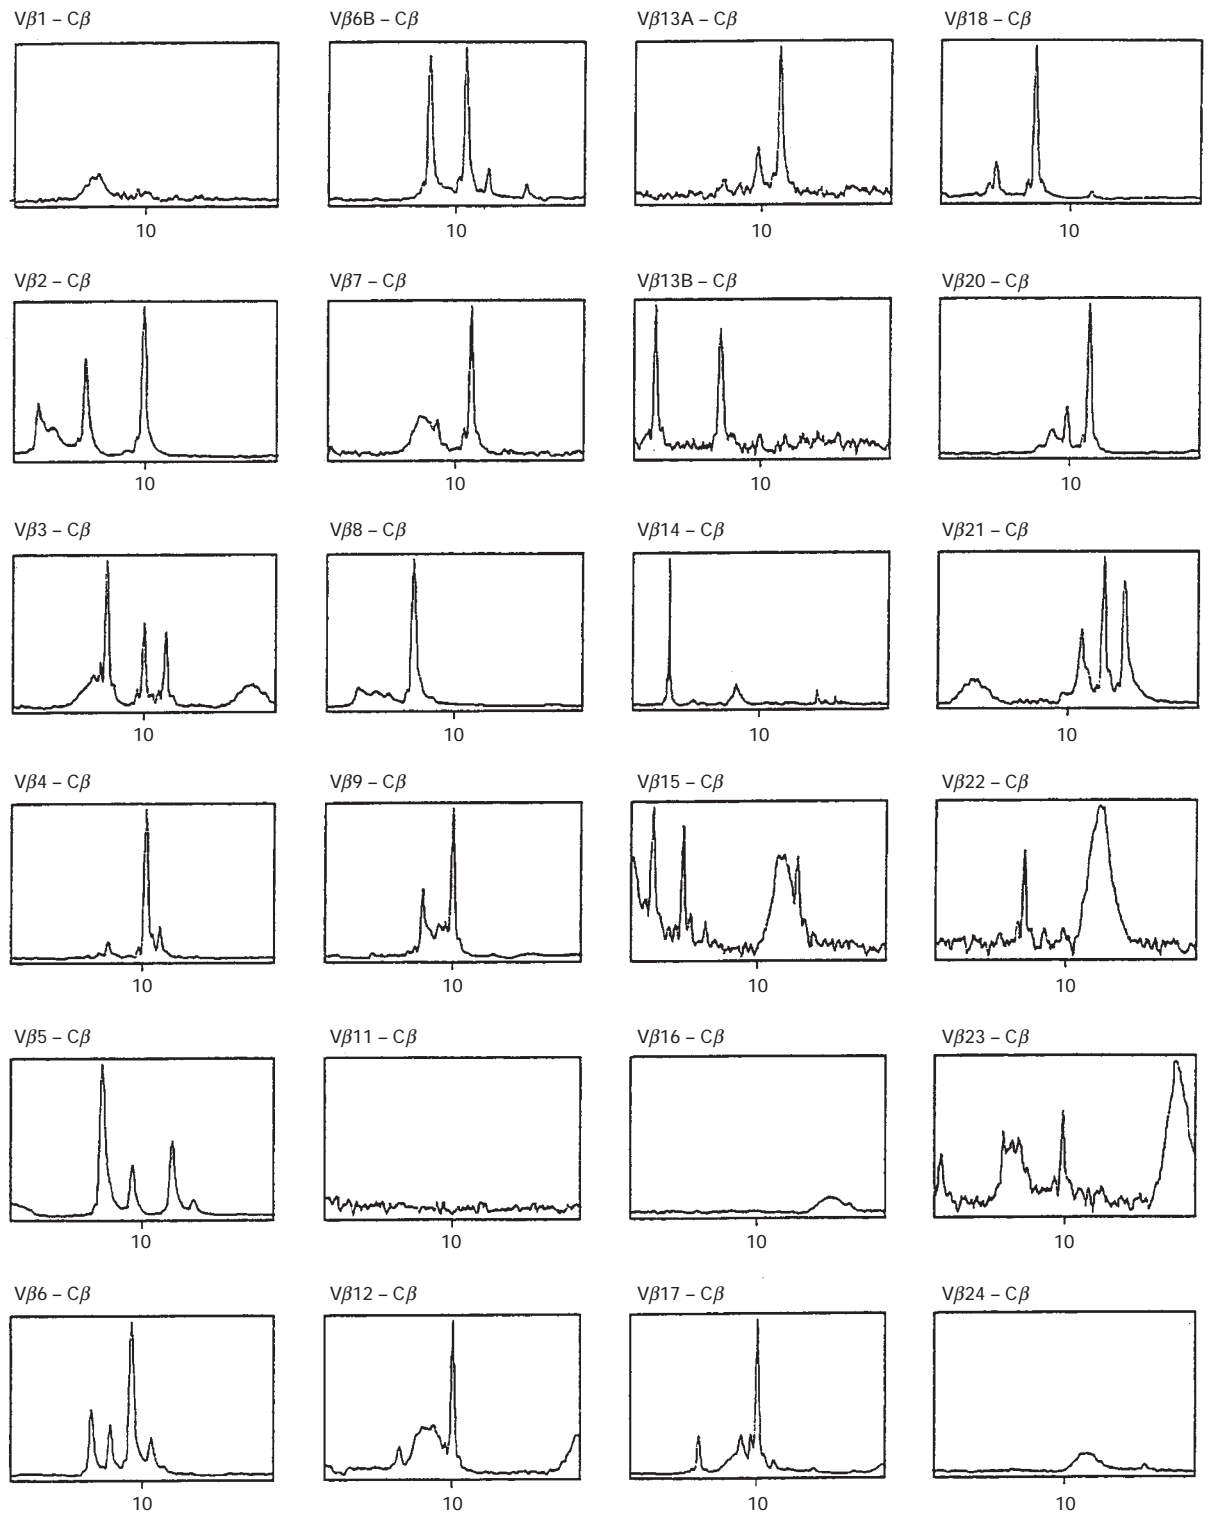 Vβ1 – Cβ
Vβ6B – Cβ
Vβ13A – Cβ
Vβ18 – Cβ
10
10
10
10
Vβ2 – Cβ
Vβ7 – Cβ
Vβ13B – Cβ
Vβ20 – Cβ
10
10
10
10
Vβ3 – Cβ
Vβ8 – Cβ
Vβ14 – Cβ
Vβ21 – Cβ
10
10
10
10
Vβ4 – Cβ
Vβ9 – Cβ
Vβ15 – Cβ
Vβ22 – Cβ
10
10
10
10
Vβ5 – Cβ
Vβ11 – Cβ
Vβ16 – Cβ
Vβ23 – Cβ
10
10
10
10
Vβ6 – Cβ
Vβ12 – Cβ
Vβ17 – Cβ
Vβ24 – Cβ
10
10
10
10